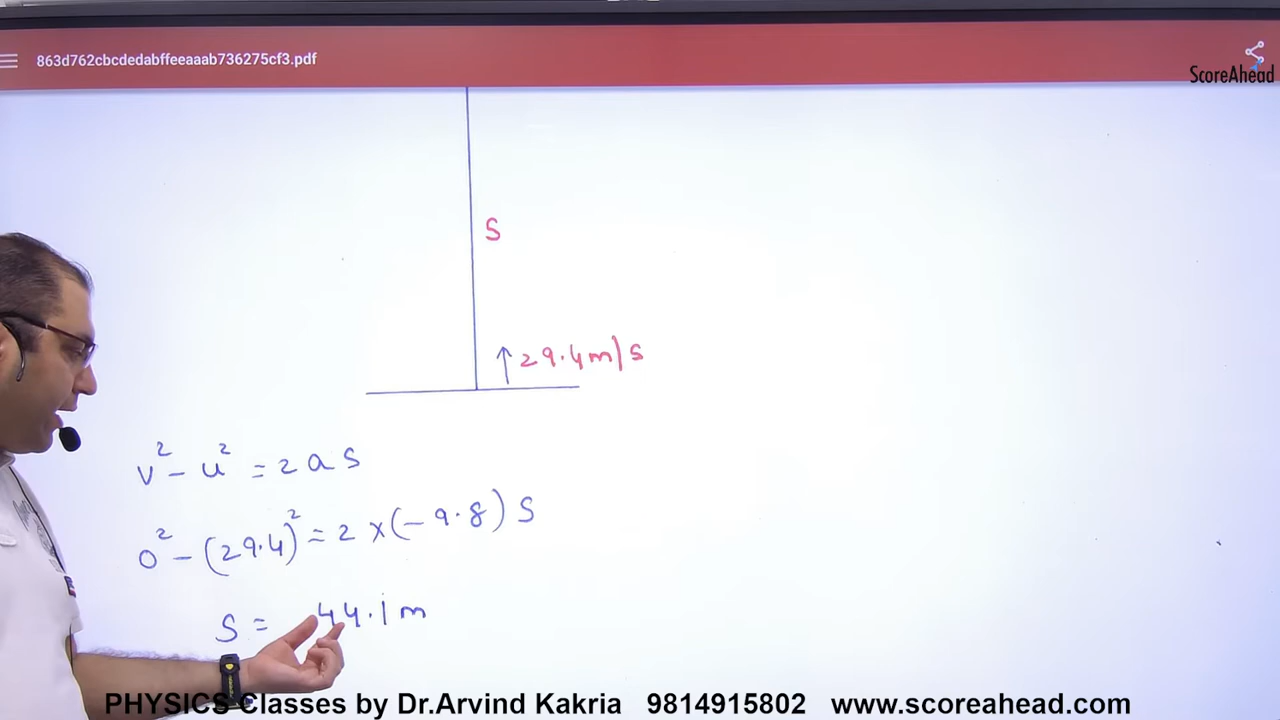 863d762cbcdedabffeeaaab736275cf3.pdf
ScoreAhead
S
↑29.4m/s
v² - u² = 2 a s
0² - (29.4)² = 2 x (-9.8) S
S = 44.1 m
PHYSICS Classes by Dr.Arvind Kakria 9814915802 www.scoreahead.com